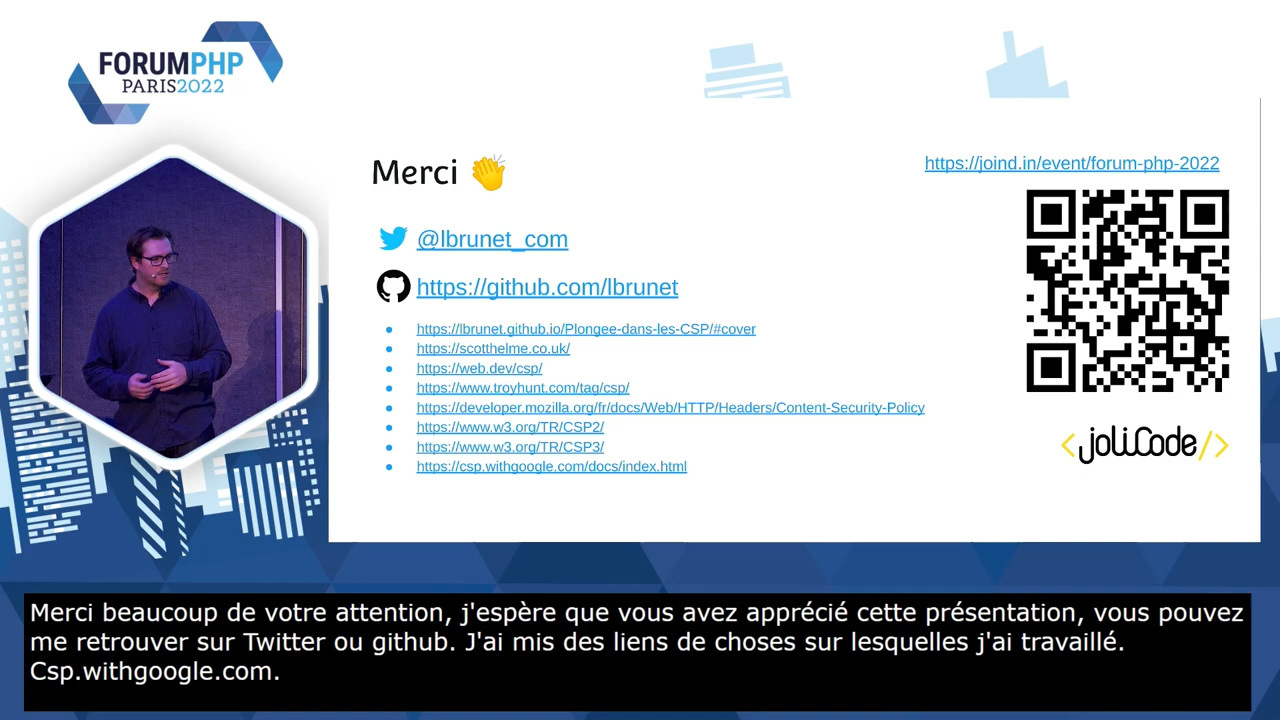 FORUMPHP
PARIS2022
Merci 👏
https://joind.in/event/forum-php-2022
@lbrunet_com
https://github.com/lbrunet
https://lbrunet.github.io/Plongee-dans-les-CSP/#cover
https://scotthelme.co.uk/
https://web.dev/csp/
https://www.troyhunt.com/tag/csp/
https://developer.mozilla.org/fr/docs/Web/HTTP/Headers/Content-Security-Policy
https://www.w3.org/TR/CSP2/
https://www.w3.org/TR/CSP3/
https://csp.withgoogle.com/docs/index.html
<joliCode/>
Merci beaucoup de votre attention, j'espère que vous avez apprécié cette présentation, vous pouvez
me retrouver sur Twitter ou github. J'ai mis des liens de choses sur lesquelles j'ai travaillé.
Csp.withgoogle.com.